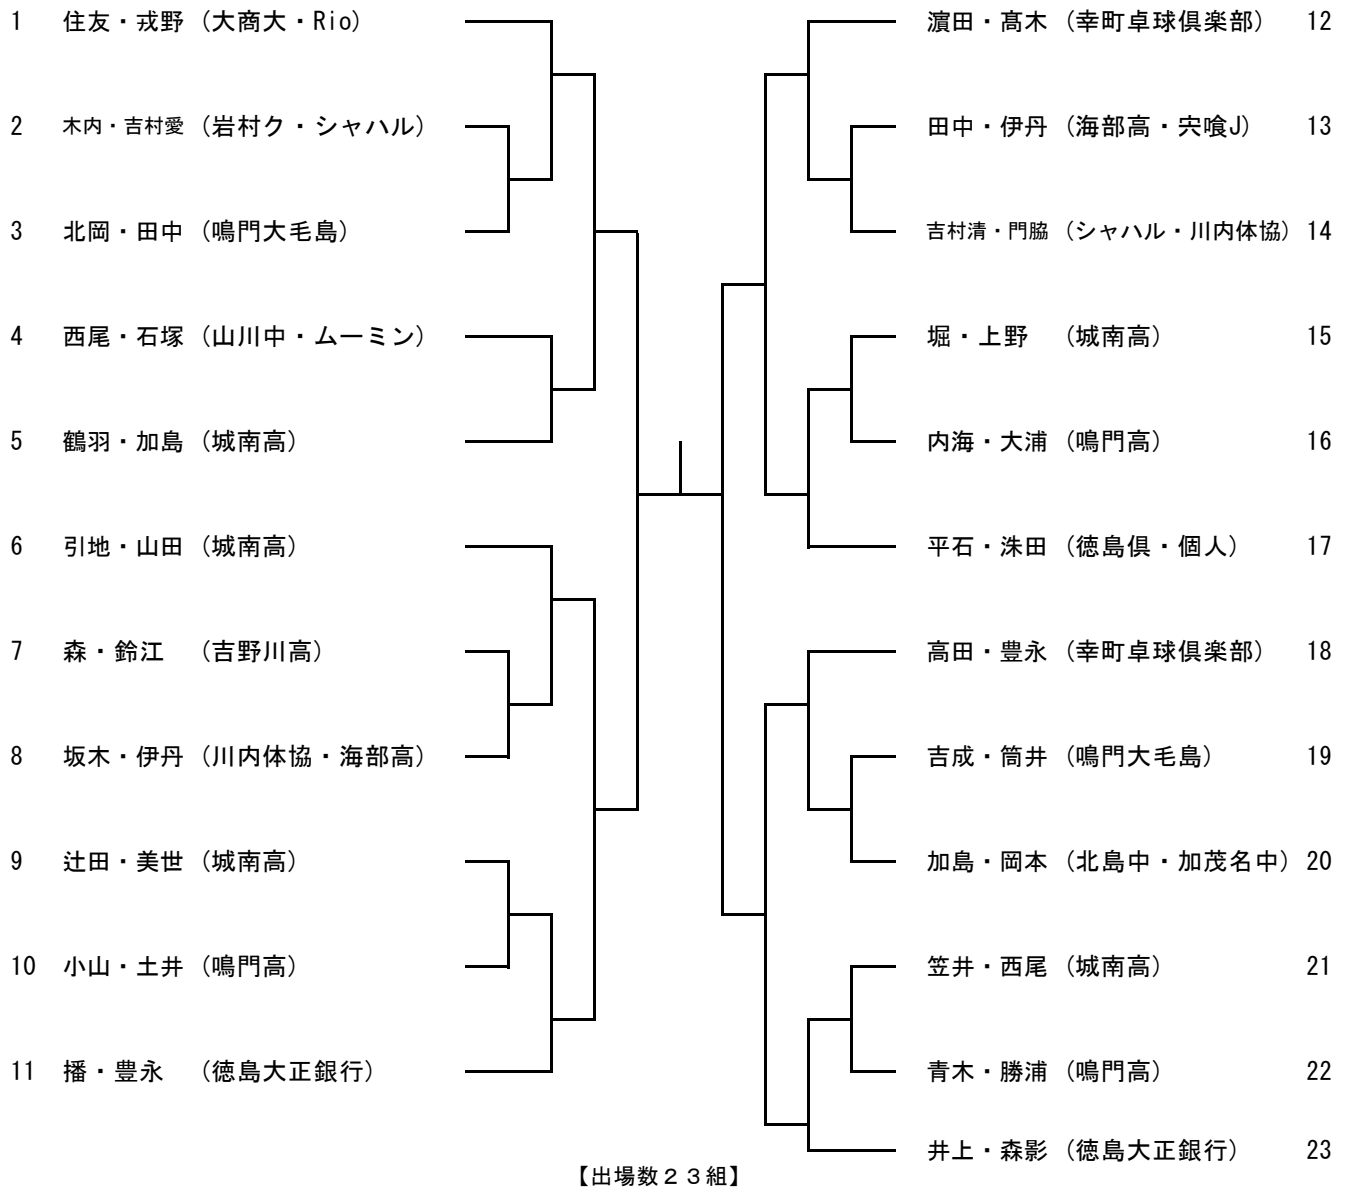 1 住友・戎野 (大商大・Rio)
2 木内・吉村愛 (岩村ク・シャハル)
3 北岡・田中 (鳴門大毛島)
4 西尾・石塚 (山川中・ムーミン)
5 鶴羽・加島 (城南高)
6 引地・山田 (城南高)
7 森・鈴江 (吉野川高)
8 坂木・伊丹 (川内体協・海部高)
9 辻田・美世 (城南高)
10 小山・土井 (鳴門高)
11 播・豊永 (徳島大正銀行)
濵田・髙木 (幸町卓球倶楽部) 12
田中・伊丹 (海部高・宍喰J) 13
吉村清・門脇 (シャハル・川内体協) 14
堀・上野 (城南高) 15
内海・大浦 (鳴門高) 16
平石・洙田 (徳島倶・個人) 17
高田・豊永 (幸町卓球倶楽部) 18
吉成・筒井 (鳴門大毛島) 19
加島・岡本 (北島中・加茂名中) 20
笠井・西尾 (城南高) 21
青木・勝浦 (鳴門高) 22
井上・森影 (徳島大正銀行) 23
【出場数２３組】